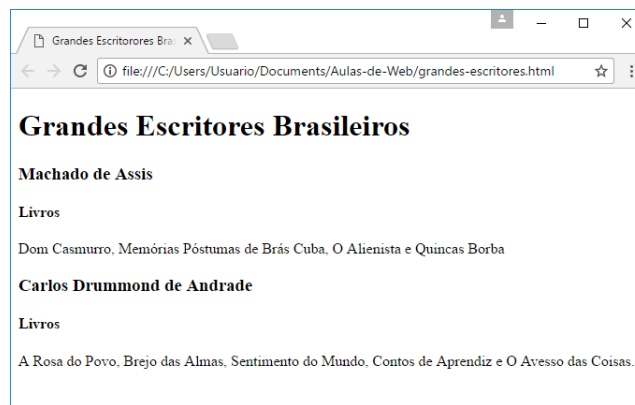 Grandes Escritorores Bra
file:///C:/Users/Usuario/Documents/Aulas-de-Web/grandes-escritores.html
Grandes Escritores Brasileiros
Machado de Assis
Livros
Dom Casmurro, Memórias Póstumas de Brás Cuba, O Alienista e Quincas Borba
Carlos Drummond de Andrade
Livros
A Rosa do Povo, Brejo das Almas, Sentimento do Mundo, Contos de Aprendiz e O Avesso das Coisas.